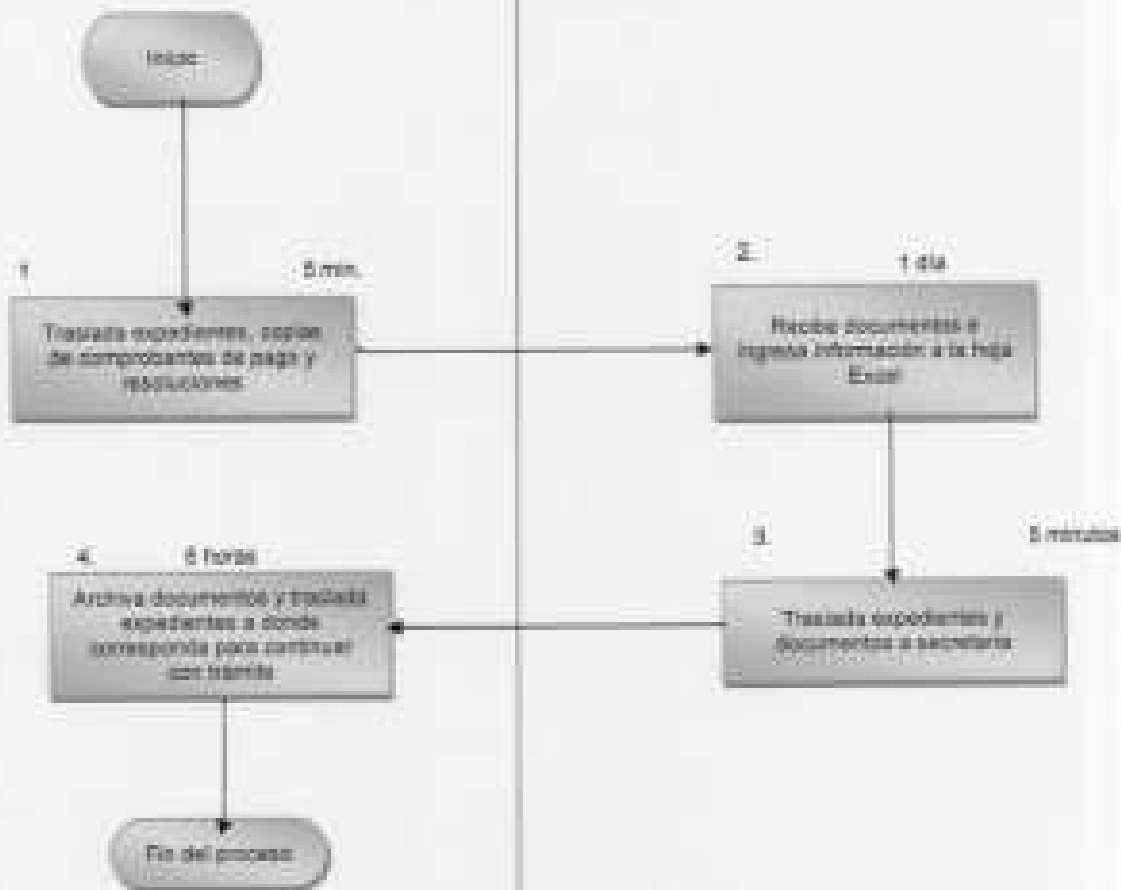 Inicio
1
5 min.
Traslada expedientes, copias
de comprobantes de pago y
resoluciones
2.
1 día
Recibe documentos e
ingresa información a la hoja
Excel
3.
5 minutos
Traslada expedientes y
documentos a secretaria
4.
5 horas
Archiva documentos y traslada
expedientes a donde
corresponda para continuar
con trámite
Fin del proceso